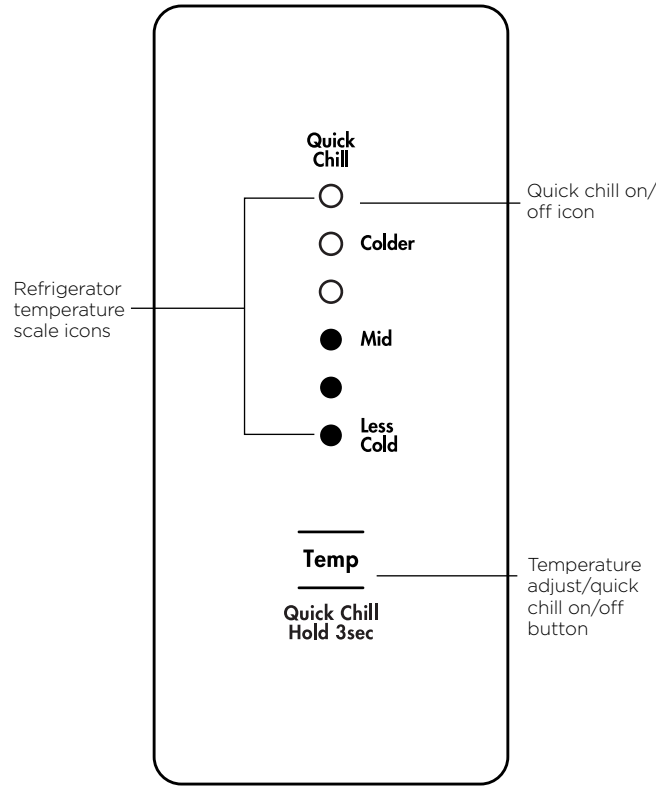 Quick
Chill
Quick chill on/
off icon
Colder
Refrigerator
temperature
scale icons
Mid
Less
Cold
Temp
Temperature
adjust/quick
chill on/off
button
Quick Chill
Hold 3sec